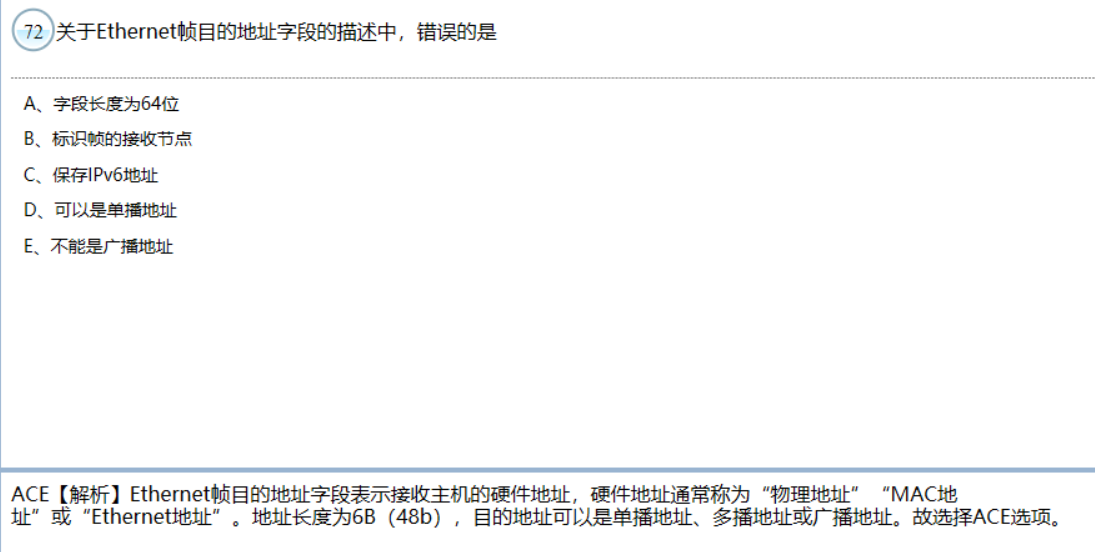 72 关于Ethernet帧目的地址字段的描述中，错误的是
A、字段长度为64位
B、标识帧的接收节点
C、保存IPv6地址
D、可以是单播地址
E、不能是广播地址
ACE【解析】Ethernet帧目的地址字段表示接收主机的硬件地址，硬件地址通常称为“物理地址”“MAC地
址”或“Ethernet地址”。地址长度为6B（48b），目的地址可以是单播地址、多播地址或广播地址。故选择ACE选项。